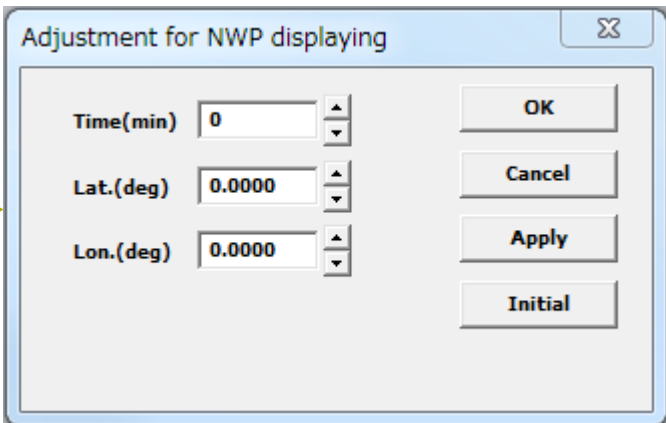 Adjustment for NWP displaying
Time(min) 0 OK
Lat.(deg) 0.0000 Cancel
Lon.(deg) 0.0000 Apply
Initial